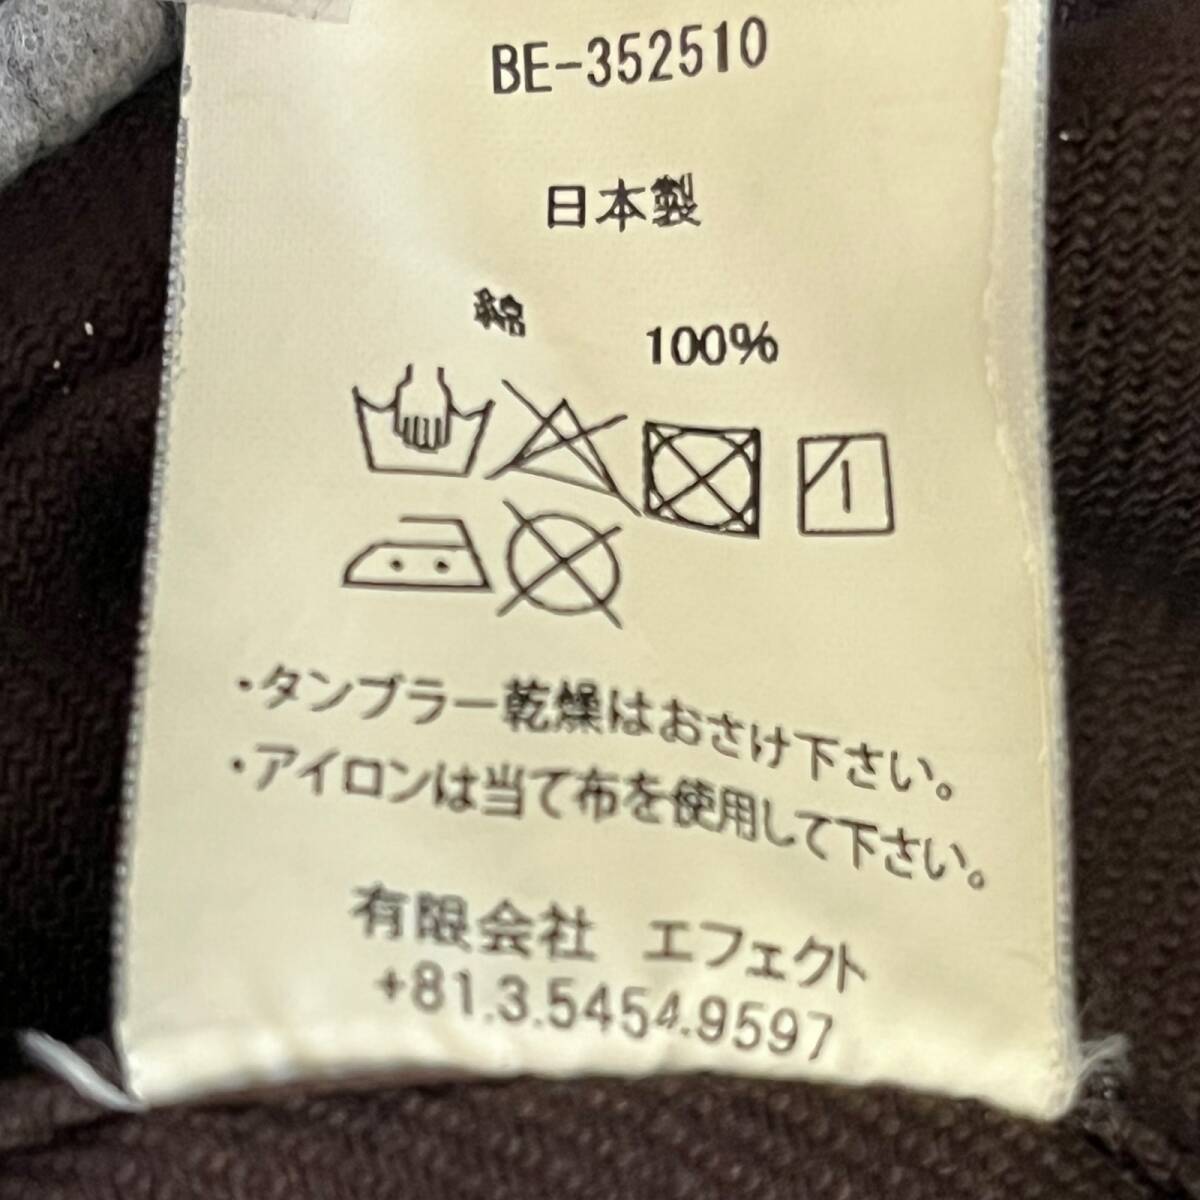 BE-352510
日本製
綿 100%
・タンブラー乾燥はおさけ下さい。
・アイロンは当て布を使用して下さい。
有限会社 エフェクト
+81.3.5454.9597